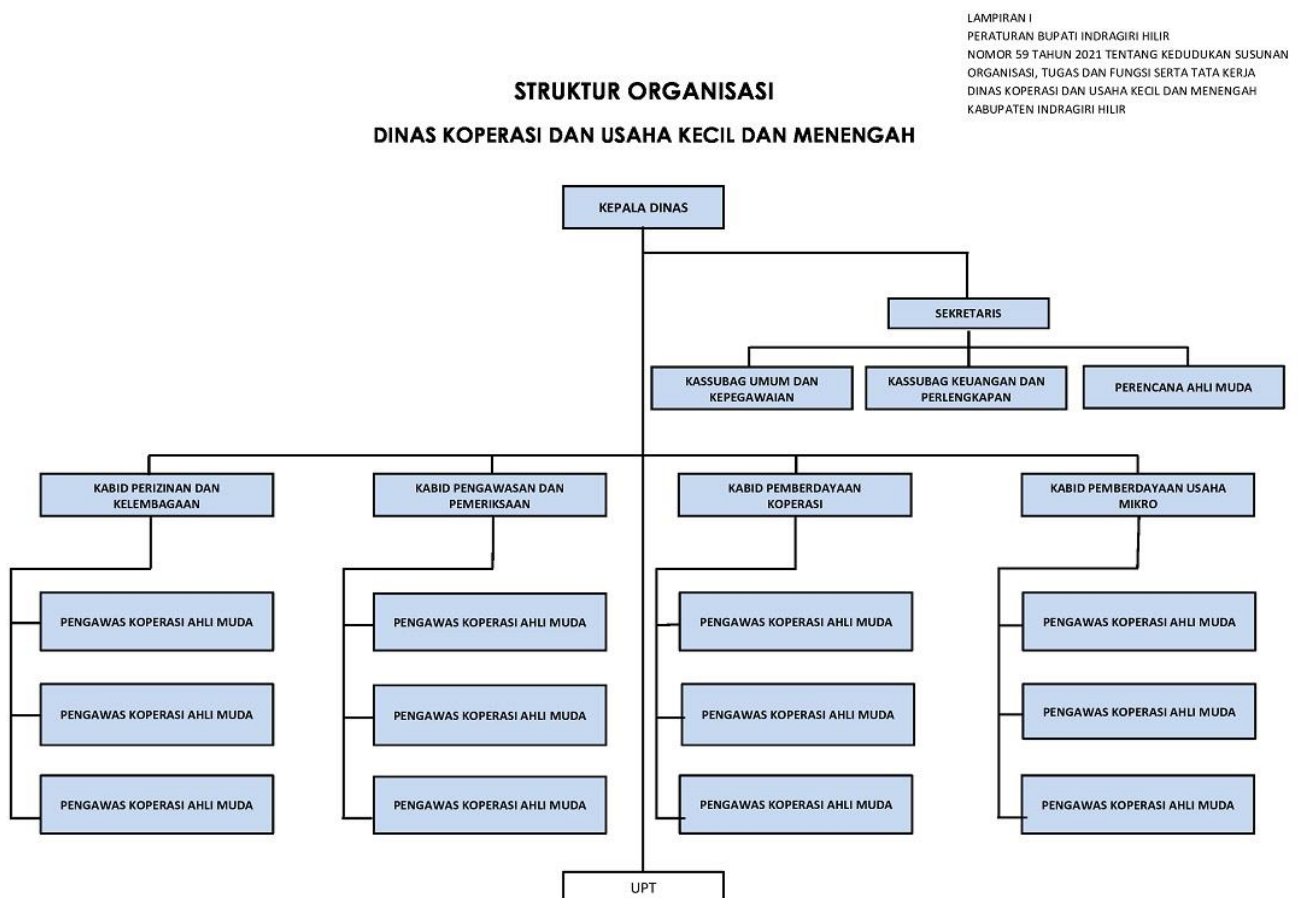 LAMPIRAN I
PERATURAN BUPATI INDRAGIRI HILIR
NOMOR 59 TAHUN 2021 TENTANG KEDUDUKAN SUSUNAN
ORGANISASI, TUGAS DAN FUNGSI SERTA TATA KERJA
DINAS KOPERASI DAN USAHA KECIL DAN MENENGAH
KABUPATEN INDRAGIRI HILIR
STRUKTUR ORGANISASI
DINAS KOPERASI DAN USAHA KECIL DAN MENENGAH
KEPALA DINAS
SEKRETARIS
KASSUBAG UMUM DAN
KEPEGAWAIAN
KASSUBAG KEUANGAN DAN
PERLENGKAPAN
PERENCANA AHLI MUDA
KABID PERIZINAN DAN
KELEMBAGAAN
KABID PENGAWASAN DAN
PEMERIKSAAN
KABID PEMBERDAYAAN
KOPERASI
KABID PEMBERDAYAAN USAHA
MIKRO
PENGAWAS KOPERASI AHLI MUDA
PENGAWAS KOPERASI AHLI MUDA
PENGAWAS KOPERASI AHLI MUDA
PENGAWAS KOPERASI AHLI MUDA
PENGAWAS KOPERASI AHLI MUDA
PENGAWAS KOPERASI AHLI MUDA
PENGAWAS KOPERASI AHLI MUDA
PENGAWAS KOPERASI AHLI MUDA
PENGAWAS KOPERASI AHLI MUDA
PENGAWAS KOPERASI AHLI MUDA
PENGAWAS KOPERASI AHLI MUDA
PENGAWAS KOPERASI AHLI MUDA
UPT